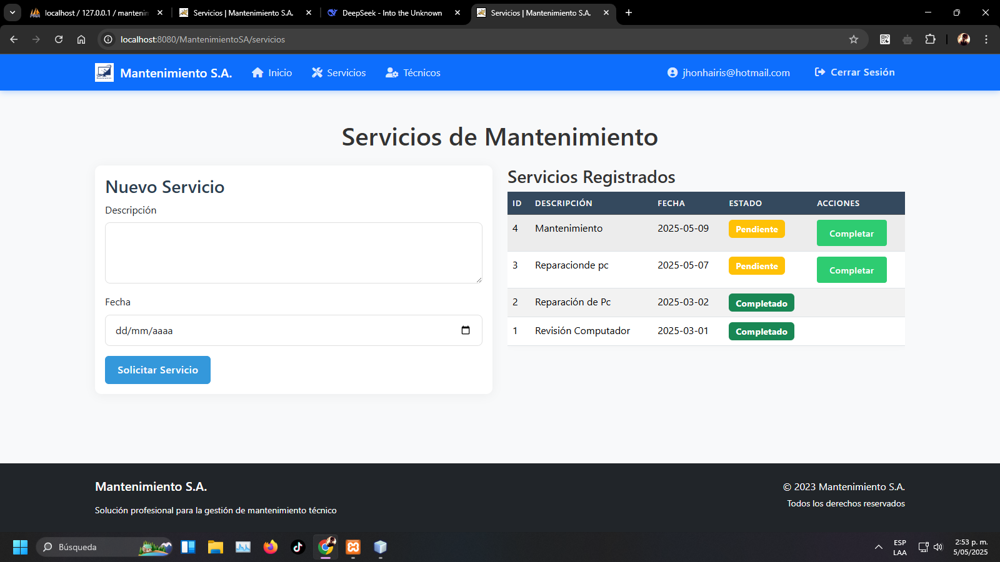 localhost / 127.0.0.1 / mantenim
Servicios | Mantenimiento S.A.
DeepSeek - Into the Unknown
Servicios | Mantenimiento S.A.
localhost:8080/MantenimientoSA/servicios
Mantenimiento S.A.
Inicio
Servicios
Técnicos
jhonhairis@hotmail.com
Cerrar Sesión
Servicios de Mantenimiento
Nuevo Servicio
Descripción
Fecha
dd/mm/aaaa
Solicitar Servicio
Servicios Registrados
ID DESCRIPCIÓN FECHA ESTADO ACCIONES
4 Mantenimiento 2025-05-09 Pendiente Completar
3 Reparacionde pc 2025-05-07 Pendiente Completar
2 Reparación de Pc 2025-03-02 Completado
1 Revisión Computador 2025-03-01 Completado
Mantenimiento S.A.
Solución profesional para la gestión de mantenimiento técnico
© 2023 Mantenimiento S.A.
Todos los derechos reservados
Búsqueda
ESP
LAA
2:53 p. m.
5/05/2025